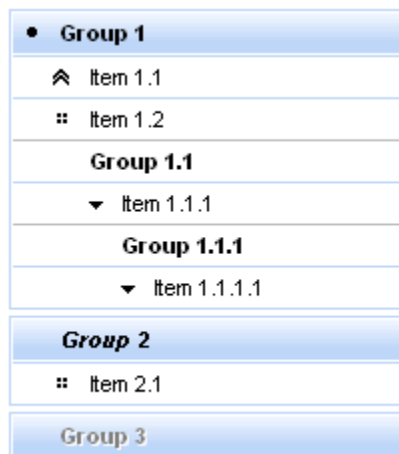 Group 1
Item 1.1
Item 1.2
Group 1.1
Item 1.1.1
Group 1.1.1
Item 1.1.1.1
Group 2
Item 2.1
Group 3